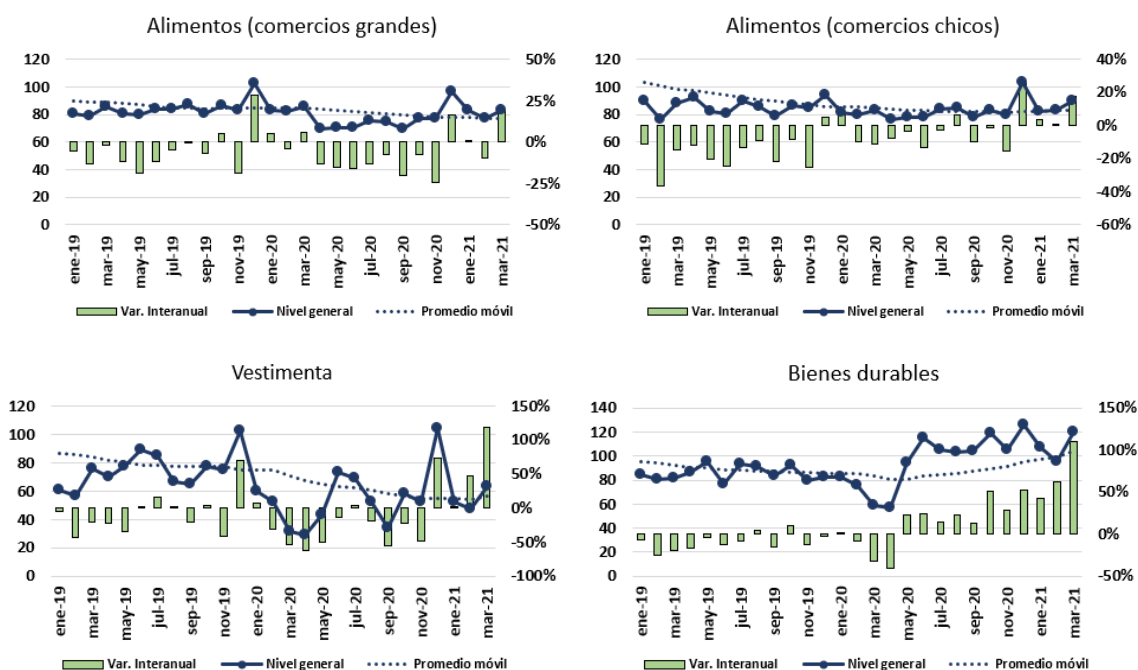 Alimentos (comercios grandes)
120
100
80
60
40
20
0
50%
25%
0%
-25%
-50%
ene-19
mar-19
may-19
jul-19
sep-19
nov-19
ene-20
mar-20
may-20
jul-20
sep-20
nov-20
ene-21
mar-21
Var. Interanual Nivel general Promedio móvil
Alimentos (comercios chicos)
120
100
80
60
40
20
0
40%
20%
0%
-20%
-40%
-60%
ene-19
mar-19
may-19
jul-19
sep-19
nov-19
ene-20
mar-20
may-20
jul-20
sep-20
nov-20
ene-21
mar-21
Var. Interanual Nivel general Promedio móvil
Vestimenta
120
100
80
60
40
20
0
150%
100%
50%
0%
-50%
-100%
ene-19
mar-19
may-19
jul-19
sep-19
nov-19
ene-20
mar-20
may-20
jul-20
sep-20
nov-20
ene-21
mar-21
Var. Interanual Nivel general Promedio móvil
Bienes durables
140
120
100
80
60
40
20
0
150%
100%
50%
0%
-50%
ene-19
mar-19
may-19
jul-19
sep-19
nov-19
ene-20
mar-20
may-20
jul-20
sep-20
nov-20
ene-21
mar-21
Var. Interanual Nivel general Promedio móvil